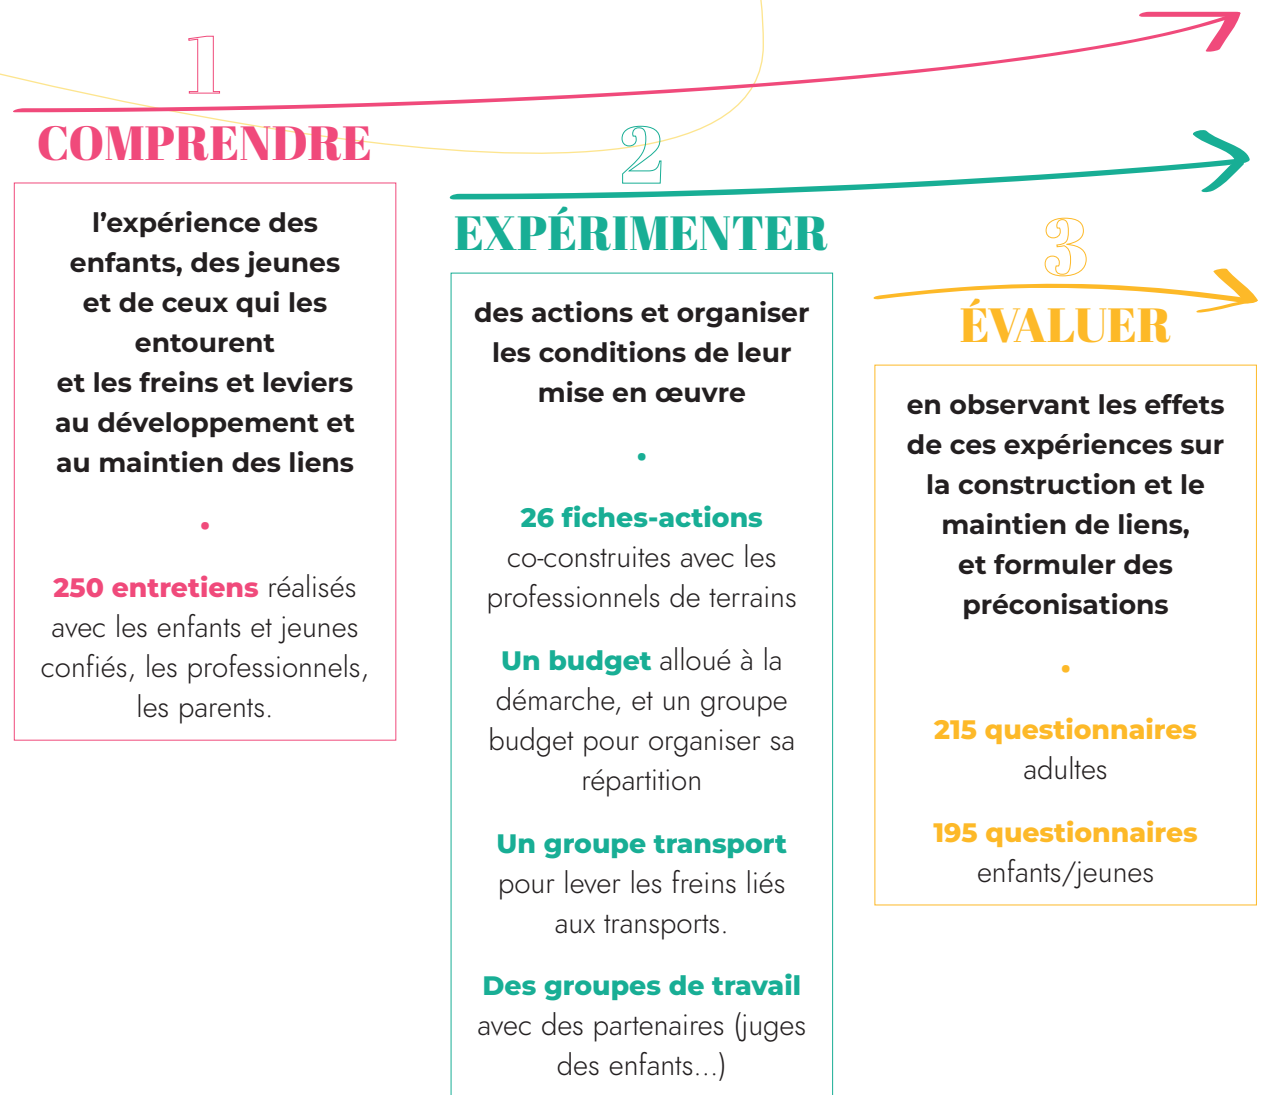 1
COMPRENDRE
l’expérience des
enfants, des jeunes
et de ceux qui les
entourent
et les freins et leviers
au développement et
au maintien des liens
•
250 entretiens réalisés
avec les enfants et jeunes
confiés, les professionnels,
les parents.
2
EXPÉRIMENTER
des actions et organiser
les conditions de leur
mise en œuvre
•
26 fiches-actions
co-construites avec les
professionnels de terrains
Un budget alloué à la
démarche, et un groupe
budget pour organiser sa
répartition
Un groupe transport
pour lever les freins liés
aux transports.
Des groupes de travail
avec des partenaires (juges
des enfants...)
3
ÉVALUER
en observant les effets
de ces expériences sur
la construction et le
maintien de liens,
et formuler des
préconisations
•
215 questionnaires
adultes
195 questionnaires
enfants/jeunes